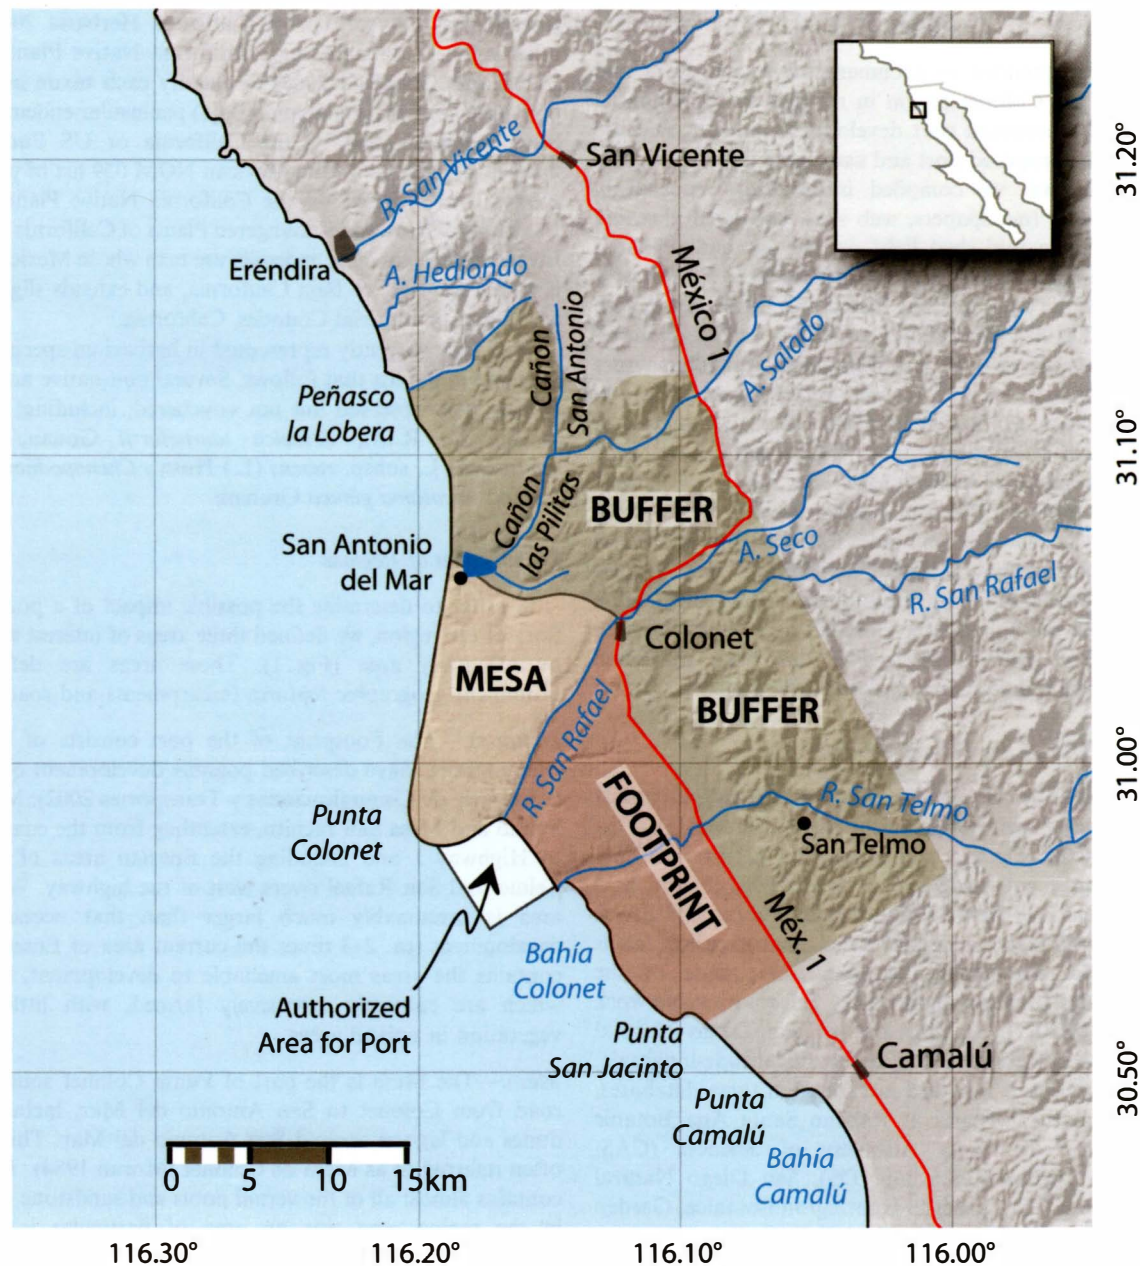 San Vicente
R. San Vicente
Eréndira
A. Hediondo
México 1
Cañon
San Antonio
A. Salado
Peñasco
la Lobera
Cañon
las Pilitas
BUFFER
San Antonio
del Mar
A. Seco
R. San Rafael
Colonet
MESA
BUFFER
R. San Rafael
FOOTPRINT
R. San Telmo
San Telmo
Punta
Colonet
Méx. 1
Bahía
Colonet
Authorized
Area for Port
Punta
San Jacinto
Camalú
Punta
Camalú
Bahía
Camalú
0 5 10 15km
31.20°
31.10°
31.00°
30.50°
116.30° 116.20° 116.10° 116.00°